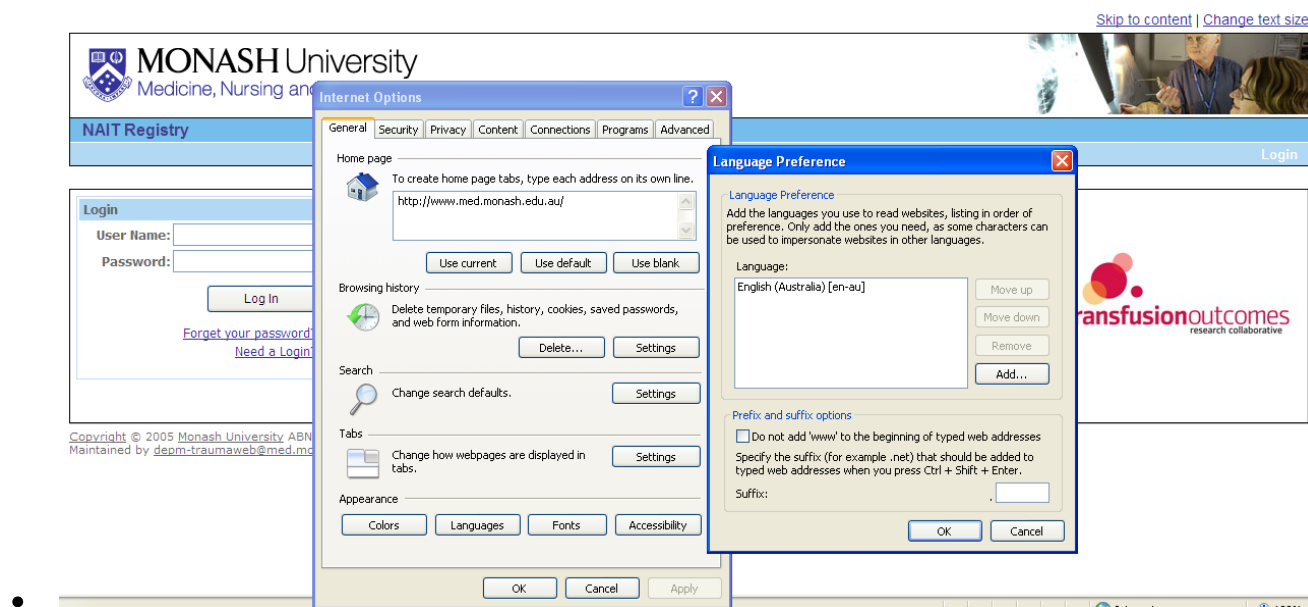 Skip to content | Change text size
MONASH University
Medicine, Nursing and
NAIT Registry
Login
Login
User Name:
Password:
Log In
Forget your password
Need a Login
Copyright © 2005 Monash University ABN
Maintained by
Internet Options
General Security Privacy Content Connections Programs Advanced
Home page
To create home page tabs, type each address on its own line.
http://www.med.monash.edu.au/
Use current Use default Use blank
Browsing history
Delete temporary files, history, cookies, saved passwords,
and web form information.
Delete... Settings
Search
Change search defaults.
Settings
Tabs
Change how webpages are displayed in
tabs.
Settings
Appearance
Colors Languages Fonts Accessibility
OK Cancel Apply
Language Preference
Language Preference
Add the languages you use to read websites, listing in order of
preference. Only add the ones you need, as some characters can
be used to impersonate websites in other languages.
Language:
English (Australia) [en-au]
Move up
Move down
Remove
Add...
Prefix and suffix options
Do not add 'www' to the beginning of typed web addresses
Specify the suffix (for example .net) that should be added to
typed web addresses when you press Ctrl + Shift + Enter.
Suffix: .
OK Cancel
ransfusionoutcomes
research collaborative